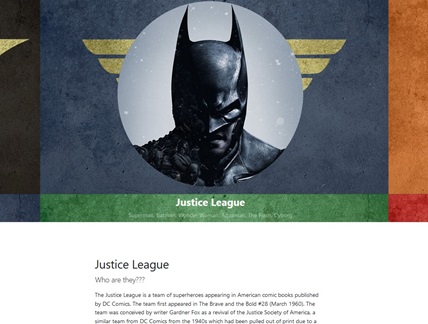 Justice League
Superman, Batman, Wonder Woman, Aquaman, The Flash, Cyborg
Justice League
Who are they???
The Justice League is a team of superheroes appearing in American comic books published
by DC Comics. The team first appeared in The Brave and the Bold #28 (March 1960). The
team was conceived by writer Gardner Fox as a revival of the Justice Society of America, a
similar team from DC Comics from the 1940s which had been pulled out of print due to a